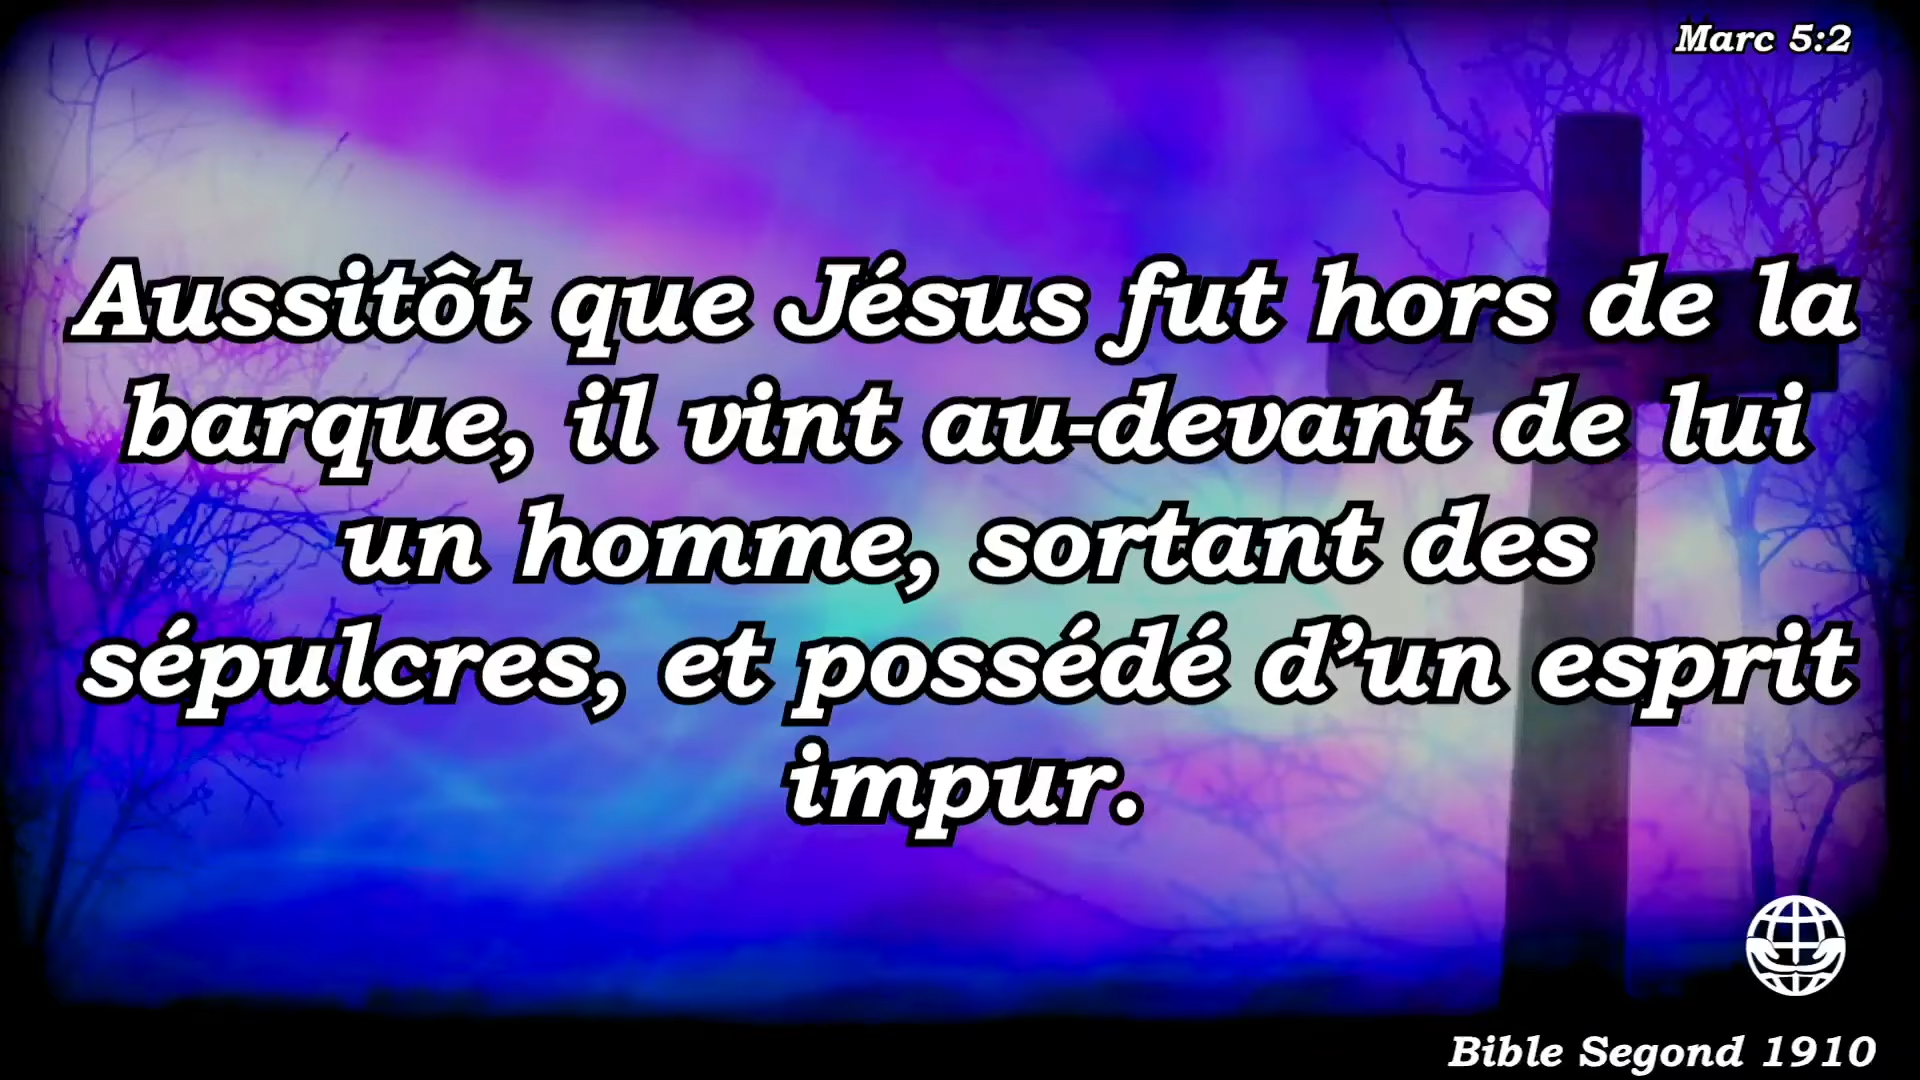 Marc 5:2
Aussitôt que Jésus fut hors de la
barque, il vint au-devant de lui
un homme, sortant des
sépulcres, et possédé d’un esprit
impur.
Bible Segond 1910